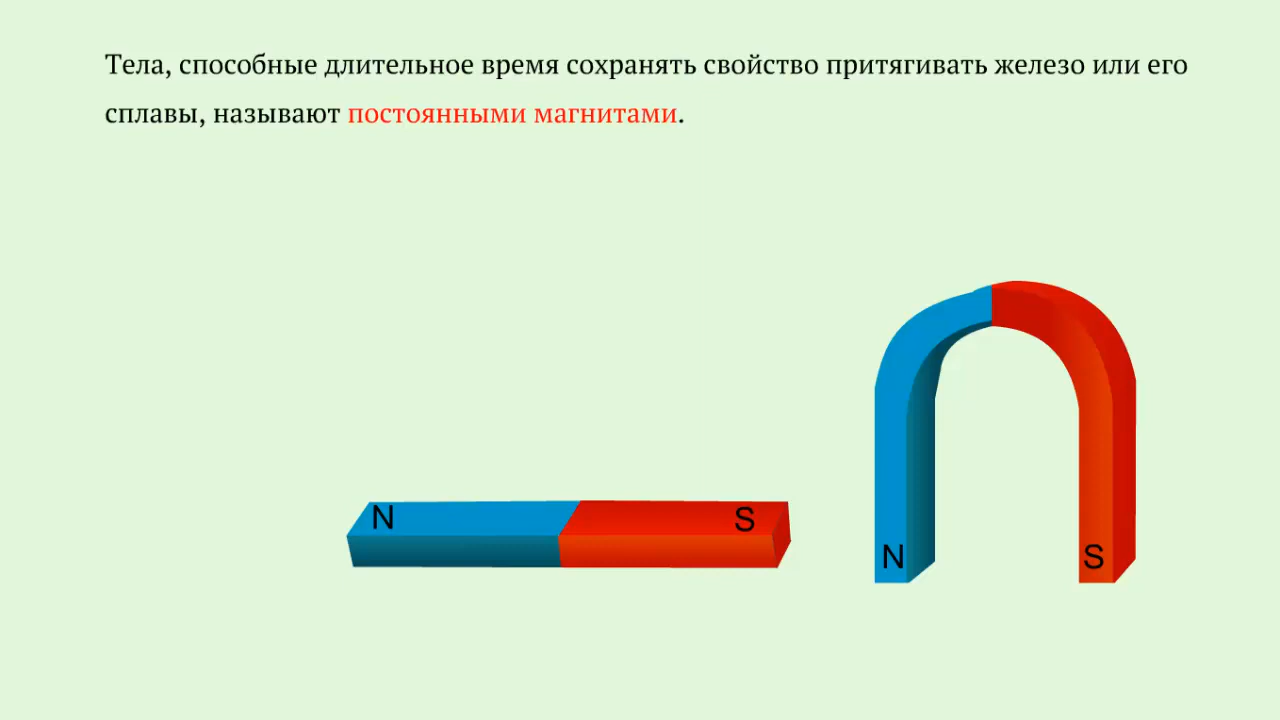 Тела, способные длительное время сохранять свойство притягивать железо или его
сплавы, называют постоянными магнитами.
N S
N S